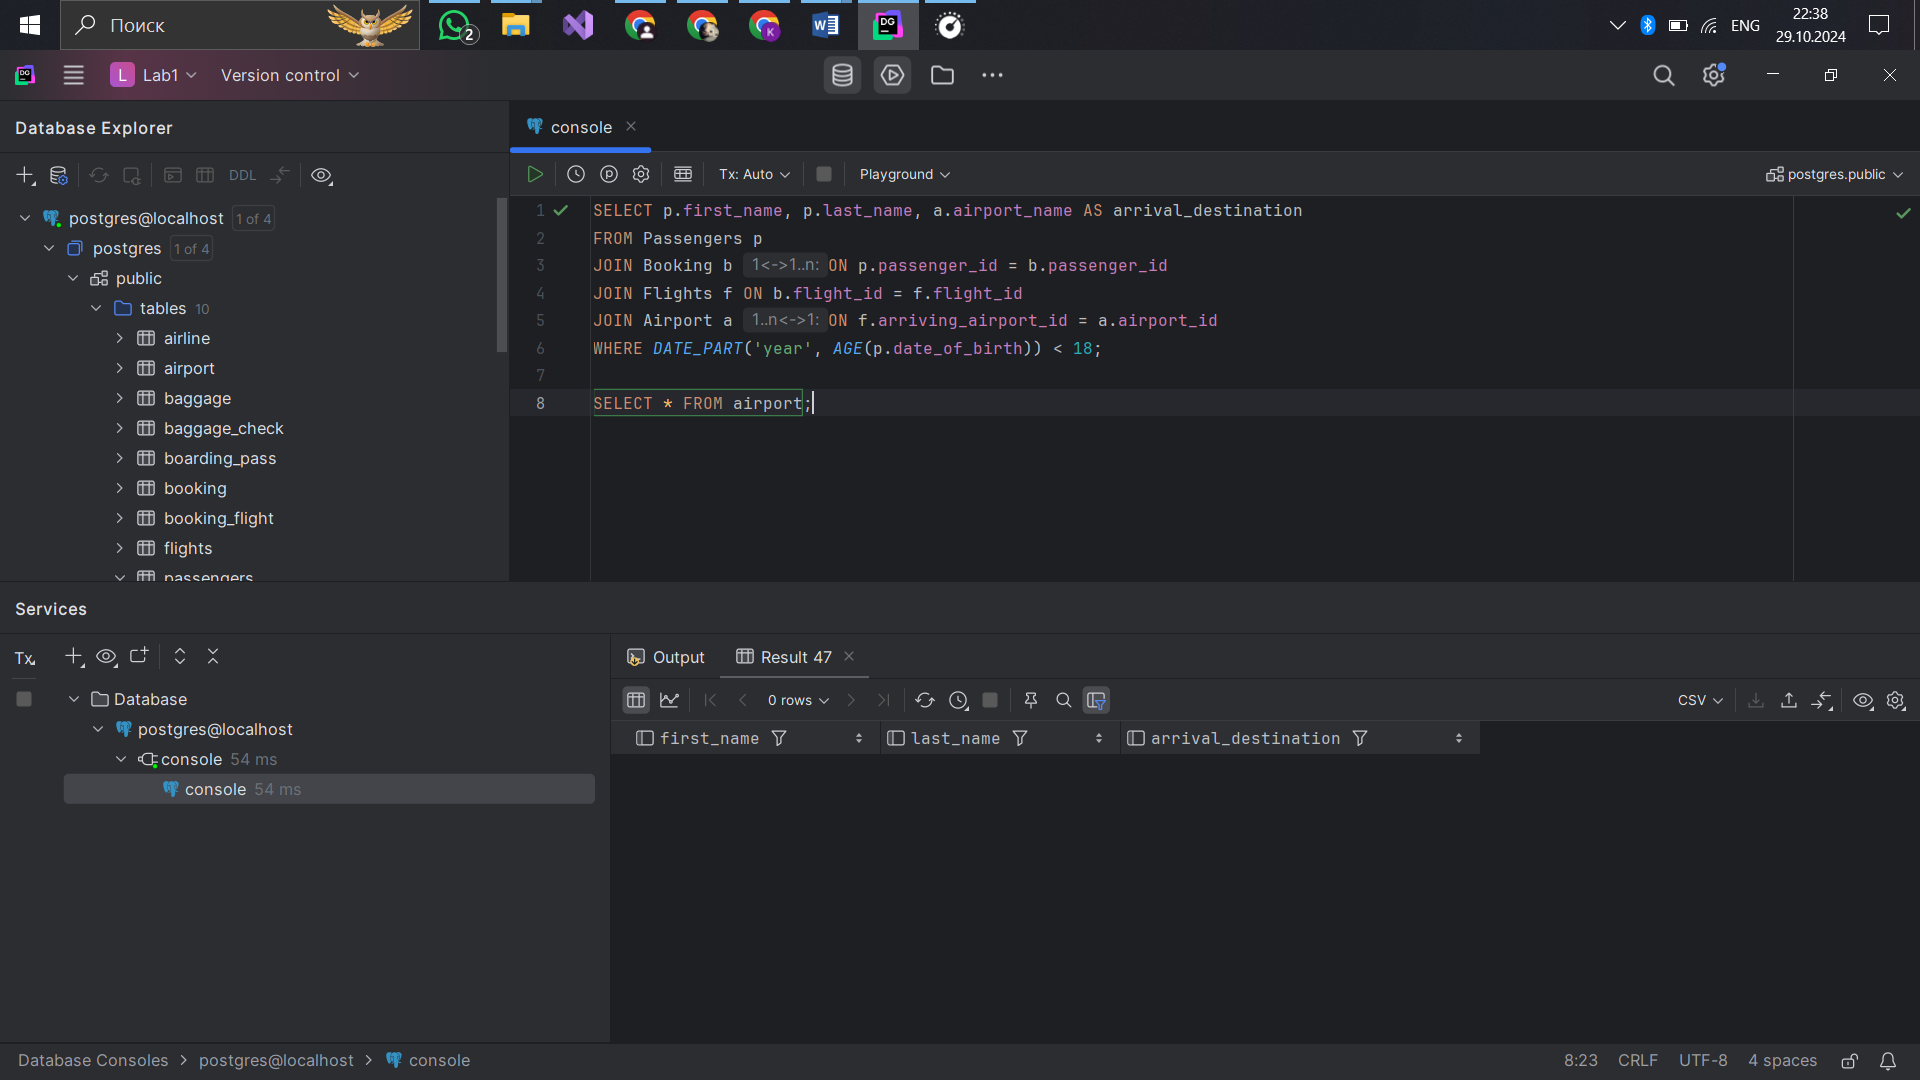 Поиск
2
ENG
22:38
29.10.2024
L Lab1
Version control
Database Explorer
console
DDL
Tx: Auto
Playground
postgres.public
postgres@localhost 1 of 4
postgres 1 of 4
public
tables 10
airline
airport
baggage
baggage_check
boarding_pass
booking
booking_flight
flights
passengers
1 SELECT p.first_name, p.last_name, a.airport_name AS arrival_destination
2 FROM Passengers p
3 JOIN Booking b 1<->1..n: ON p.passenger_id = b.passenger_id
4 JOIN Flights f ON b.flight_id = f.flight_id
5 JOIN Airport a 1..n<->1: ON f.arriving_airport_id = a.airport_id
6 WHERE DATE_PART('year', AGE(p.date_of_birth)) < 18;
7
8 SELECT * FROM airport;
Services
Tx
Database
postgres@localhost
console 54 ms
console 54 ms
Output
Result 47
0 rows
CSV
first_name
last_name
arrival_destination
Database Consoles > postgres@localhost > console
8:23 CRLF UTF-8 4 spaces